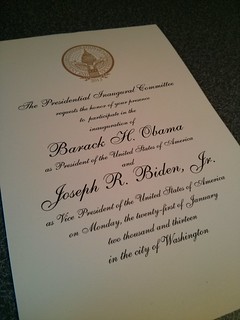 The Presidential Inaugural Committee
requests the honor of your presence
to participate in the
inauguration of
Barack H. Obama
as President of the United States of America
and
Joseph R. Biden, Jr.
as Vice President of the United States of America
on Monday, the twenty-first of January
two thousand and thirteen
in the city of Washington